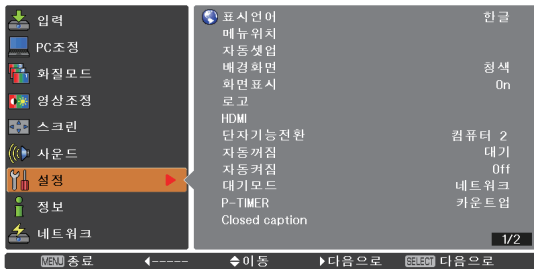 입력
PC조정
화질모드
영상조정
스크린
사운드
설정
정보
네트워크
표시언어 한글
메뉴위치
자동셋업
배경화면 청색
화면표시 On
로고
HDMI
단자기능전환 컴퓨터 2
자동꺼짐 대기
자동켜짐 Off
대기모드 네트워크
P-TIMER 카운트업
Closed caption
1/2
MENU 종료 ◀----- ◆이동 ▶다음으로 SELECT 다음으로